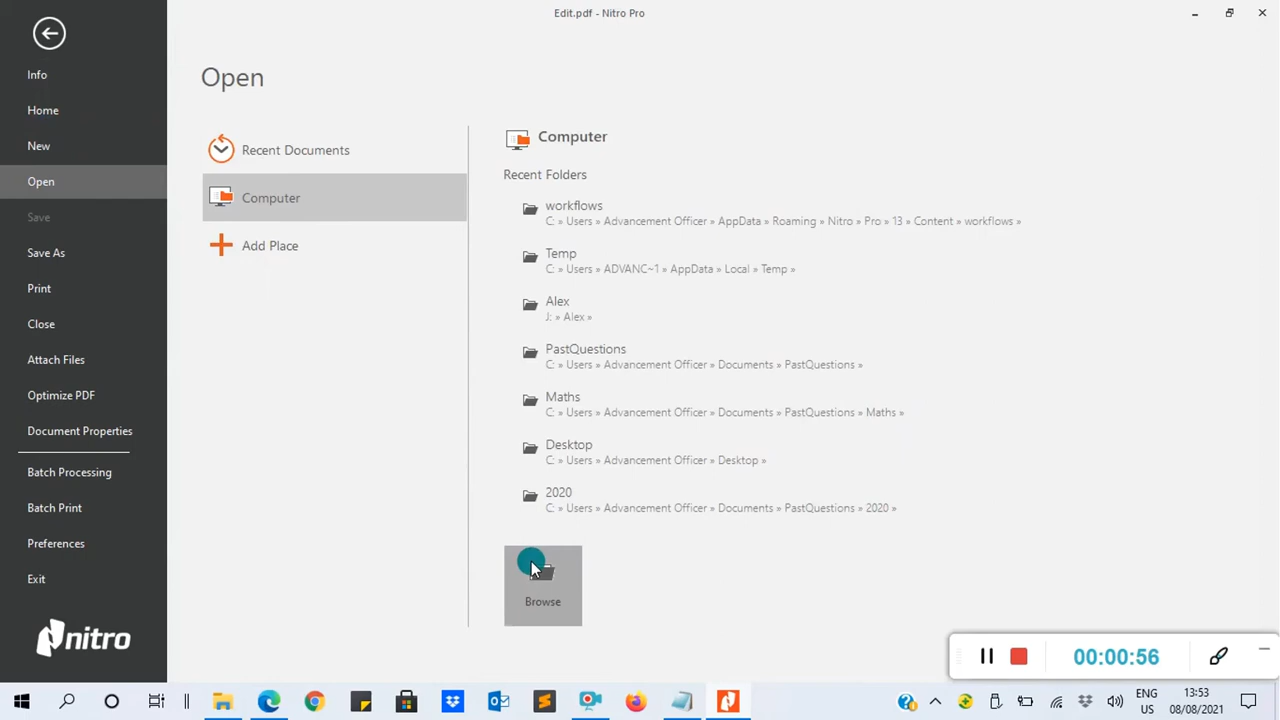 Edit.pdf - Nitro Pro
Info
Home
New
Open
Save
Save As
Print
Close
Attach Files
Optimize PDF
Document Properties
Batch Processing
Batch Print
Preferences
Exit
nitro
Open
Recent Documents
Computer
Add Place
Computer
Recent Folders
workflows
C: » Users » Advancement Officer » AppData » Roaming » Nitro » Pro » 13 » Content » workflows »
Temp
C: » Users » ADVANC~1 » AppData » Local » Temp »
Alex
J: » Alex »
PastQuestions
C: » Users » Advancement Officer » Documents » PastQuestions »
Maths
C: » Users » Advancement Officer » Documents » PastQuestions » Maths »
Desktop
C: » Users » Advancement Officer » Desktop »
2020
C: » Users » Advancement Officer » Documents » PastQuestions » 2020 »
Browse
00:00:56
ENG
US
13:53
08/08/2021